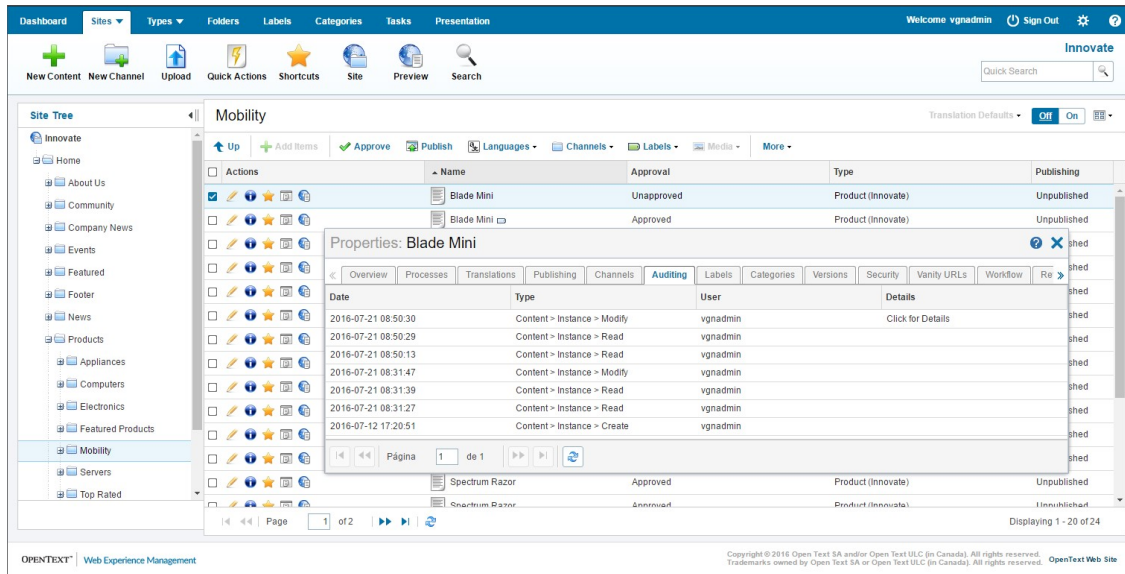 Dashboard Sites Types Folders Labels Categories Tasks Presentation Welcome vgnadmin Sign Out
New Content New Channel Upload Quick Actions Shortcuts Site Preview Search
Innovate
Quick Search
Site Tree
Innovate
Home
About Us
Community
Company News
Events
Featured
Footer
News
Products
Appliances
Computers
Electronics
Featured Products
Mobility
Servers
Top Rated
Mobility Translation Defaults Off On
Up Add Items Approve Publish Languages Channels Labels Media More
Actions Name Approval Type Publishing
Blade Mini Unapproved Product (Innovate) Unpublished
Blade Mini Approved Product (Innovate) Unpublished
Properties: Blade Mini
Overview Processes Translations Publishing Channels Auditing Labels Categories Versions Security Vanity URLs Workflow Re
Date Type User Details
2016-07-21 08:50:30 Content > Instance > Modify vgnadmin Click for Details
2016-07-21 08:50:29 Content > Instance > Read vgnadmin
2016-07-21 08:50:13 Content > Instance > Read vgnadmin
2016-07-21 08:31:47 Content > Instance > Modify vgnadmin
2016-07-21 08:31:39 Content > Instance > Read vgnadmin
2016-07-21 08:31:27 Content > Instance > Read vgnadmin
2016-07-12 17:20:51 Content > Instance > Create vgnadmin
Página 1 de 1
shed
shed
shed
shed
shed
shed
shed
shed
shed
Spectrum Razor Approved Product (Innovate) Unpublished
Spectrum Razor Approved Product (Innovate) Unpublished
Page 1 of 2 Displaying 1 - 20 of 24
OPENTEXT™ Web Experience Management
Copyright © 2016 Open Text SA and/or Open Text ULC (in Canada). All rights reserved.
Trademarks owned by Open Text SA or Open Text ULC (in Canada). All rights reserved.
OpenText Web Site